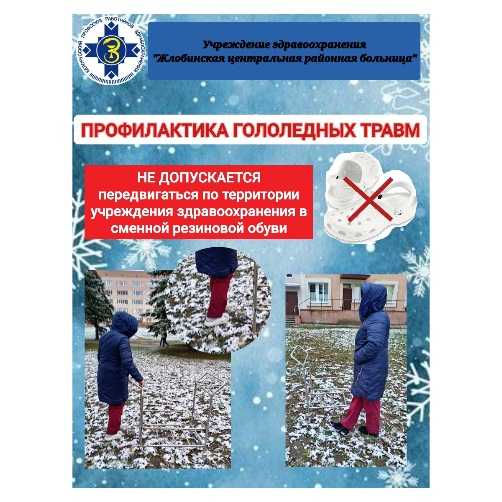 Учреждение здравоохранения
"Жлобинская центральная районная больница"
ПРОФИЛАКТИКА ГОЛОЛЕДНЫХ ТРАВМ
НЕ ДОПУСКАЕТСЯ
передвигаться по территории
учреждения здравоохранения в
сменной резиновой обуви